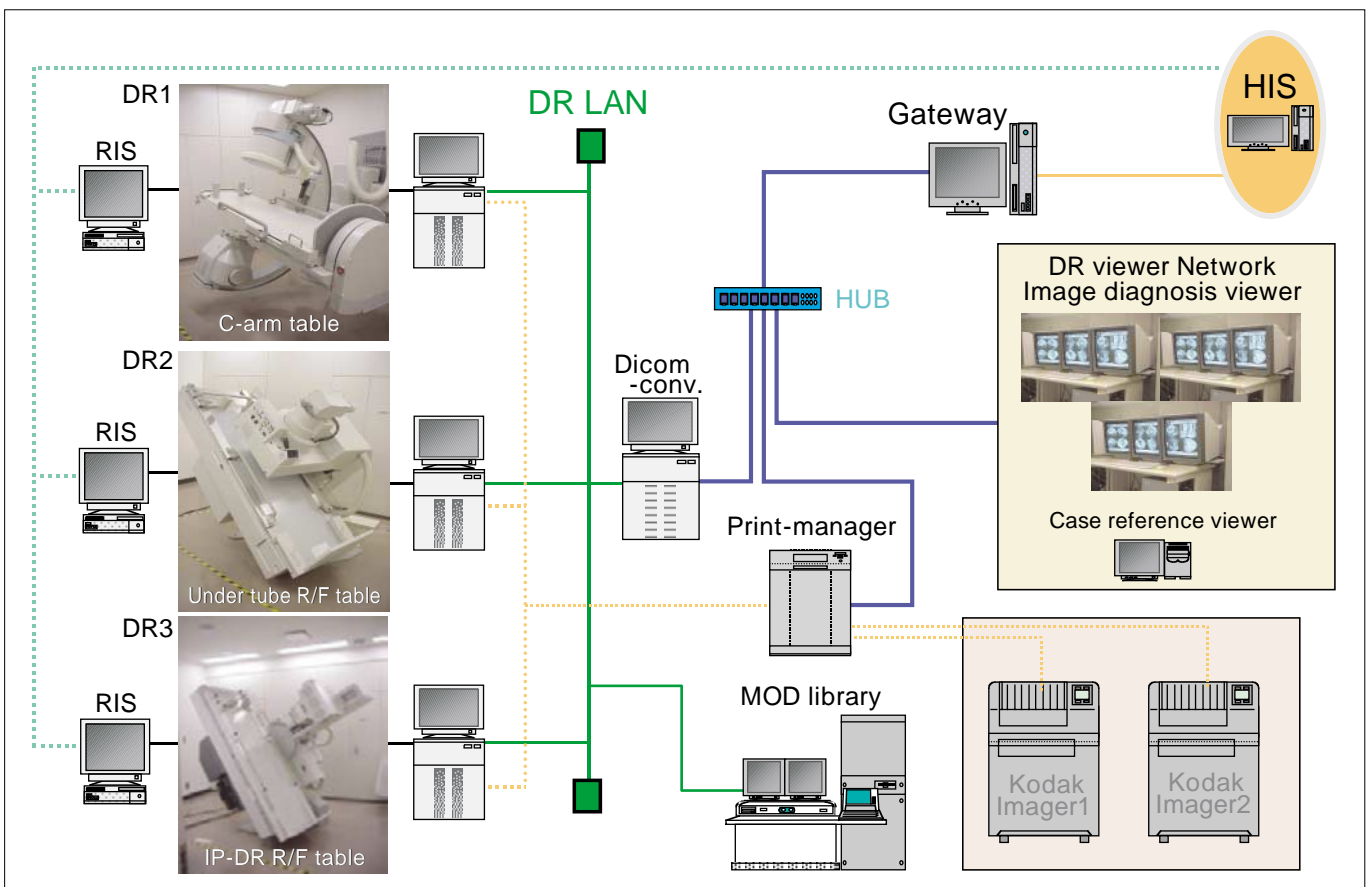 HIS
DR1
DR LAN
Gateway
RIS
C-arm table
DR viewer Network
Image diagnosis viewer
HUB
DR2
Dicom
-conv.
RIS
Case reference viewer
Print-manager
Under tube R/F table
DR3
RIS
MOD library
Kodak
Imager1
Kodak
Imager2
IP-DR R/F table